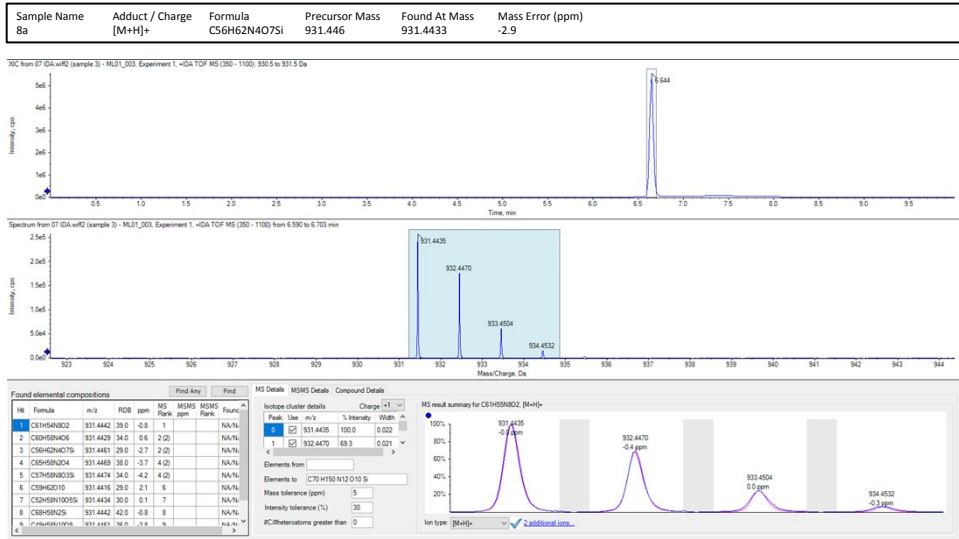 Sample Name Adduct / Charge Formula Precursor Mass Found At Mass Mass Error (ppm)
8a [M+H]+ C56H62N4O7Si 931.446 931.4433 -2.9
XIC from 07 IDA.wiff2 (sample 3) - ML01_003, Experiment 1, +IDA TOF MS (350 - 1100): 930.5 to 931.5 Da
Intensity, cps
5e6
4e6
3e6
2e6
1e6
0e0
6.644
0.5 1.0 1.5 2.0 2.5 3.0 3.5 4.0 4.5 5.0 5.5 6.0 6.5 7.0 7.5 8.0 8.5 9.0 9.5
Time, min
Spectrum from 07 IDA.wiff2 (sample 3) - ML01_003, Experiment 1, +IDA TOF MS (350 - 1100) from 6.590 to 6.703 min
Intensity, cps
2.5e5
2.0e5
1.5e5
1.0e5
5.0e4
0.0e0
931.4435
932.4470
933.4504
934.4532
923 924 925 926 927 928 929 930 931 932 933 934 935 936 937 938 939 940 941 942 943 944
Mass/Charge, Da
Found elemental compositions Find Any Find
Hit Formula m/z RDB ppm MS Rank MSMS ppm MSMS Rank Found
1 C61H54N8O2 931.4442 39.0 -0.8 1 NA/N
2 C60H58N4O6 931.4429 34.0 0.6 2 (2) NA/N
3 C56H62N4O7Si 931.4461 29.0 -2.7 2 (2) NA/N
4 C65H58N2O4 931.4469 38.0 -3.7 4 (2) NA/N
5 C57H58N8O3Si 931.4474 34.0 -4.2 4 (2) NA/N
6 C59H62O10 931.4416 29.0 2.1 6 NA/N
7 C52H58N10O5Si 931.4434 30.0 0.1 7 NA/N
8 C68H58N2Si 931.4442 42.0 -0.8 8 NA/N
MS Details MSMS Details Compound Details
Isotope cluster details Charge +1
Peak Use m/z % Intensity Width
0 931.4435 100.0 0.022
1 932.4470 69.3 0.021
Elements from
Elements to C70 H150 N12 O10 Si
Mass tolerance (ppm) 5
Intensity tolerance (%) 30
#C/#heteroatoms greater than 0
MS result summary for C61H55N8O2, [M+H]+
100%
80%
60%
40%
20%
931.4435
-0.8 ppm
932.4470
-0.4 ppm
933.4504
0.0 ppm
934.4532
-0.3 ppm
Ion type: [M+H]+ 2 additional ions...